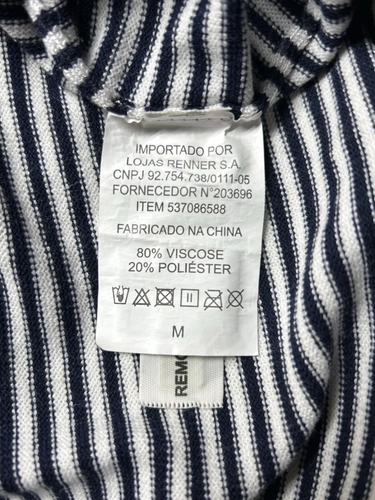 IMPORTADO POR
LOJAS RENNER S.A.
CNPJ 92.754.738/0111-05
FORNECEDOR N°203696
ITEM 537086588
FABRICADO NA CHINA
80% VISCOSE
20% POLIÉSTER
M